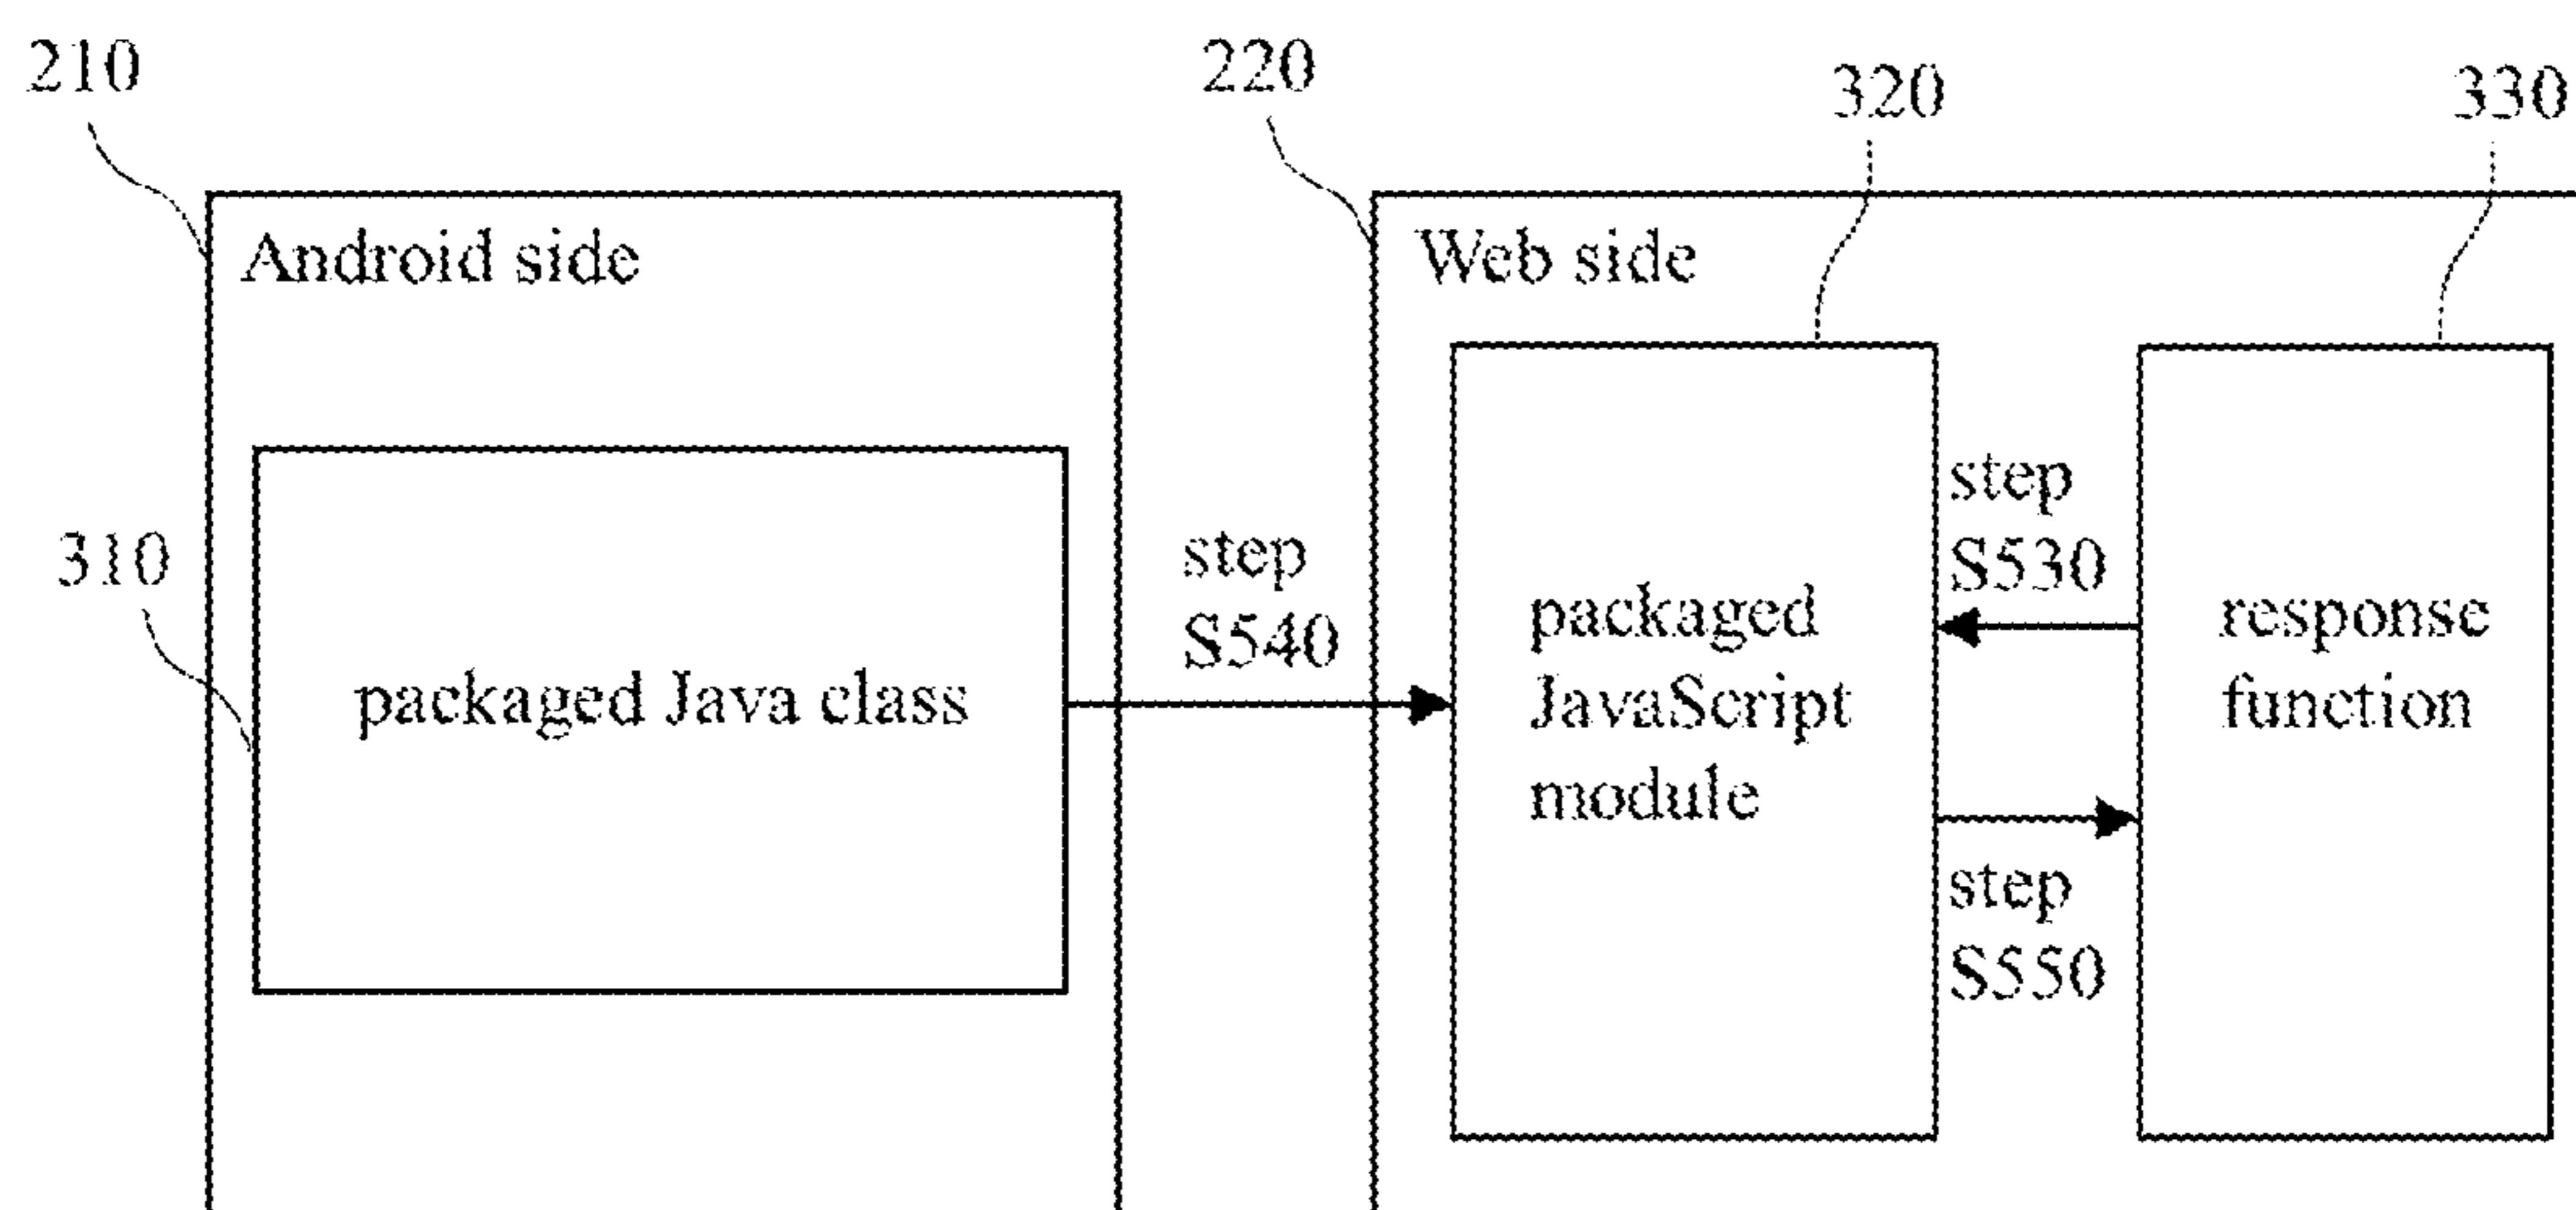 210
220
320
330
Android side
Web side
310
packaged Java class
step
S540
packaged
JavaScript
module
step
S530
step
S550
response
function